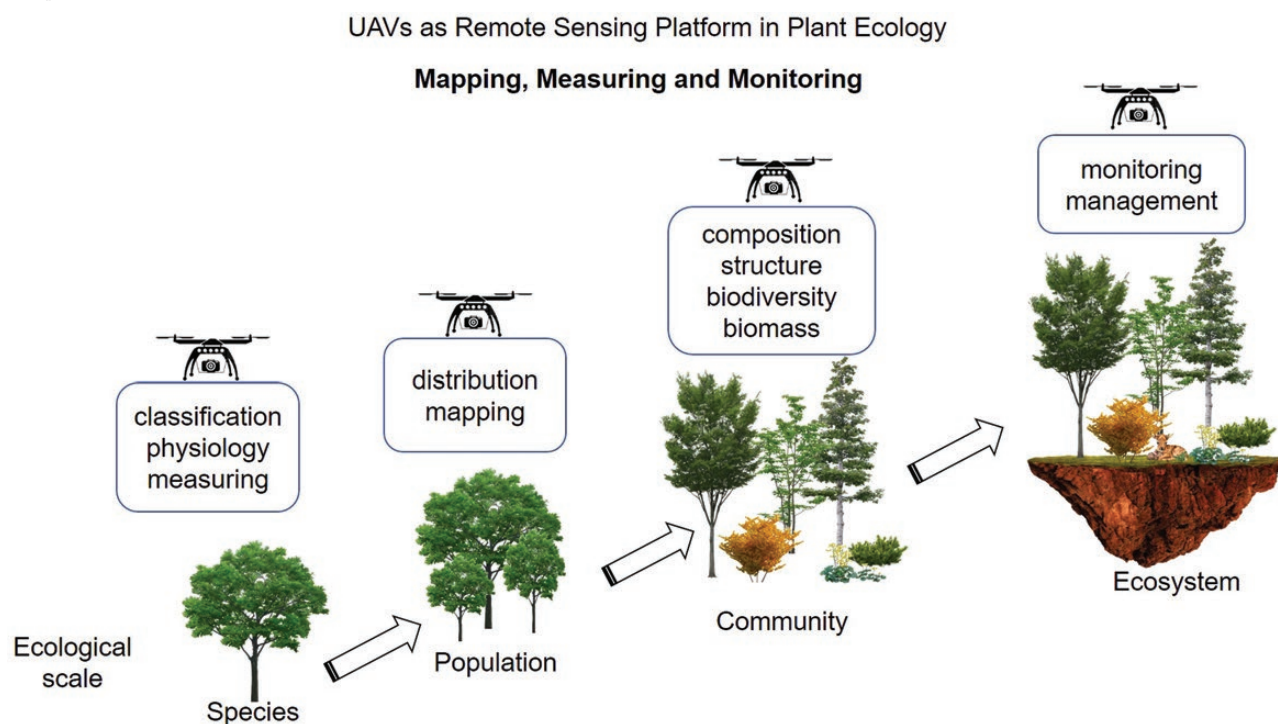 UAVs as Remote Sensing Platform in Plant Ecology
Mapping, Measuring and Monitoring
classification
physiology
measuring
distribution
mapping
composition
structure
biodiversity
biomass
monitoring
management
Ecological
scale
Species
Population
Community
Ecosystem